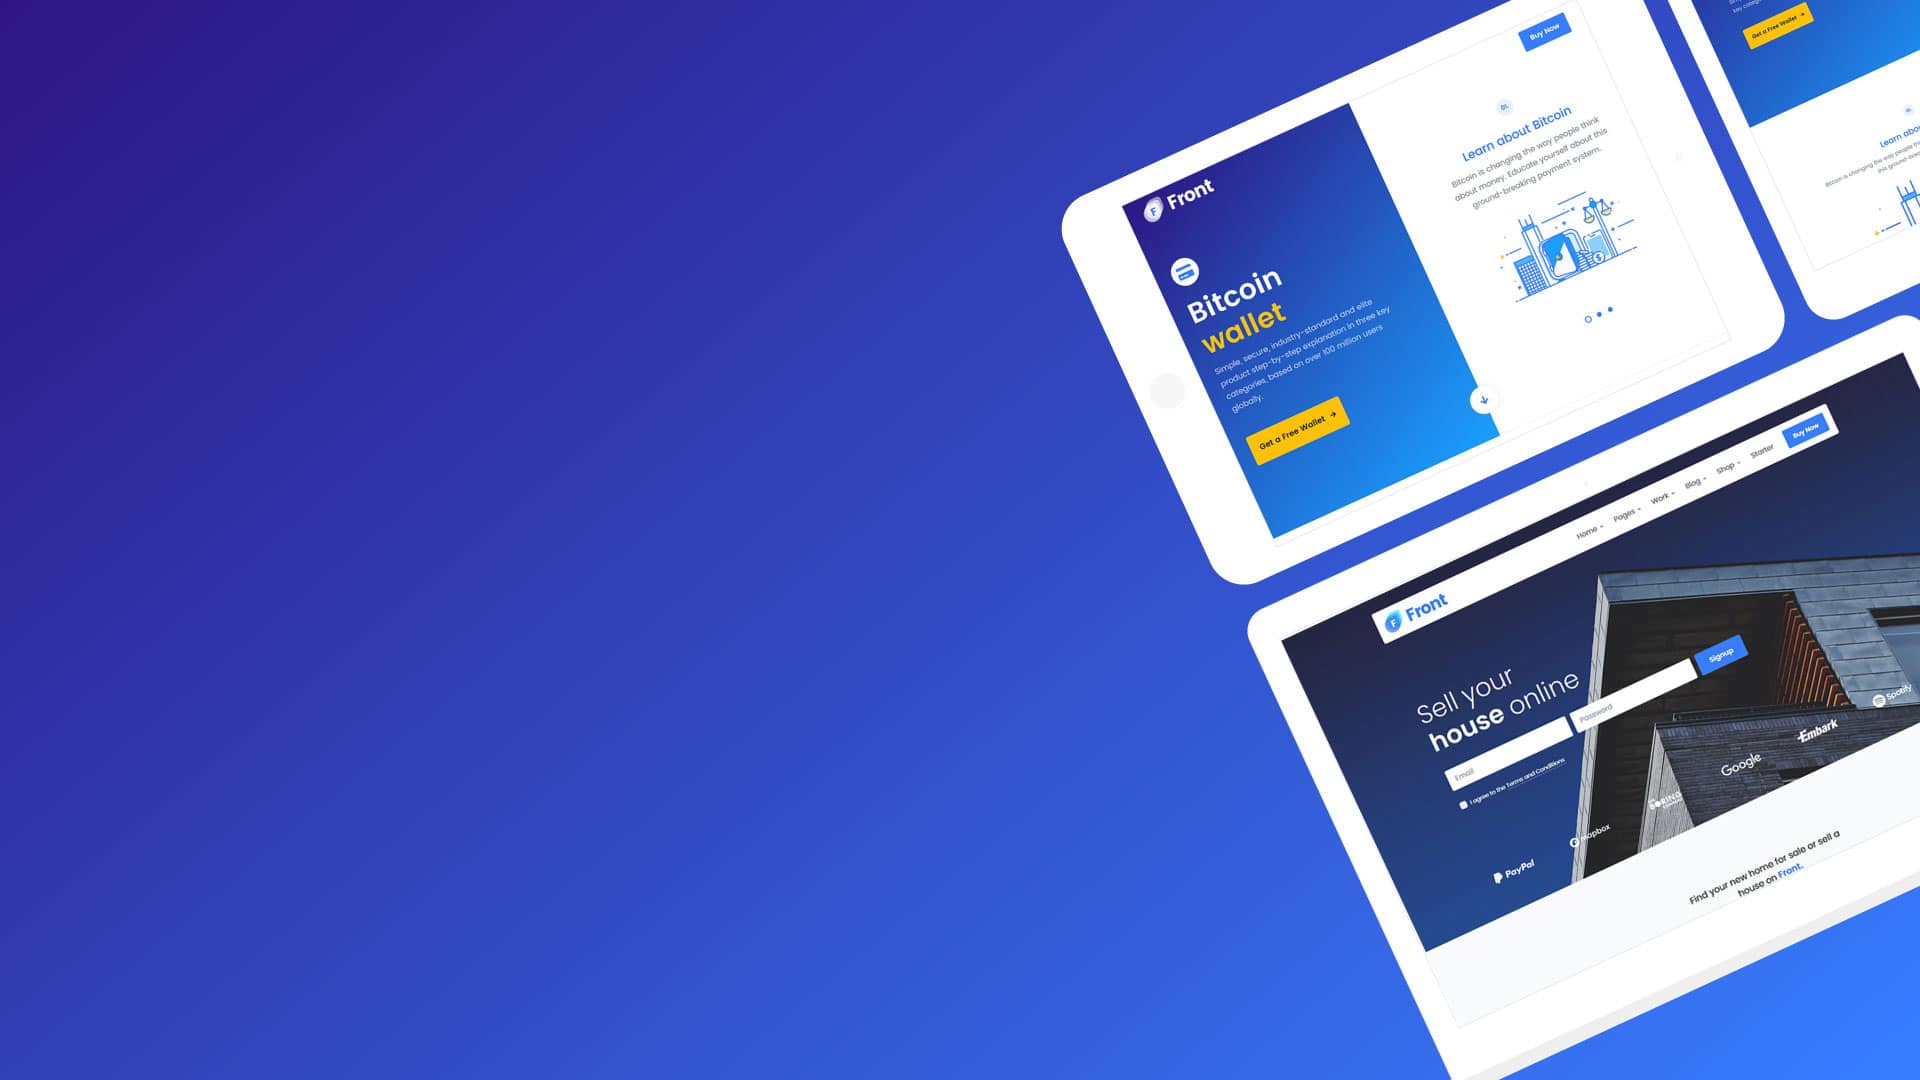 Buy Now
01.
Learn about Bitcoin
Bitcoin is changing the way people think
about money. Educate yourself about this
ground-breaking payment system.
Front
Bitcoin
wallet
Simple, secure, industry-standard and elite
product step-by-step explanation in three key
categories, based on over 100 million users
globally.
Get a Free Wallet →
Get a Free Wallet →
Learn abo
Bitcoin is changing the way people
this ground
Front
Home
Pages
Work
Blog
Shop
Starter
Buy Now
Sell your
house online
Email
Password
Signup
I agree to the Terms and Conditions
PayPal
mapbox
BORING
Google
Embark
Spotify
Find your new home for sale or sell a
house on Front.